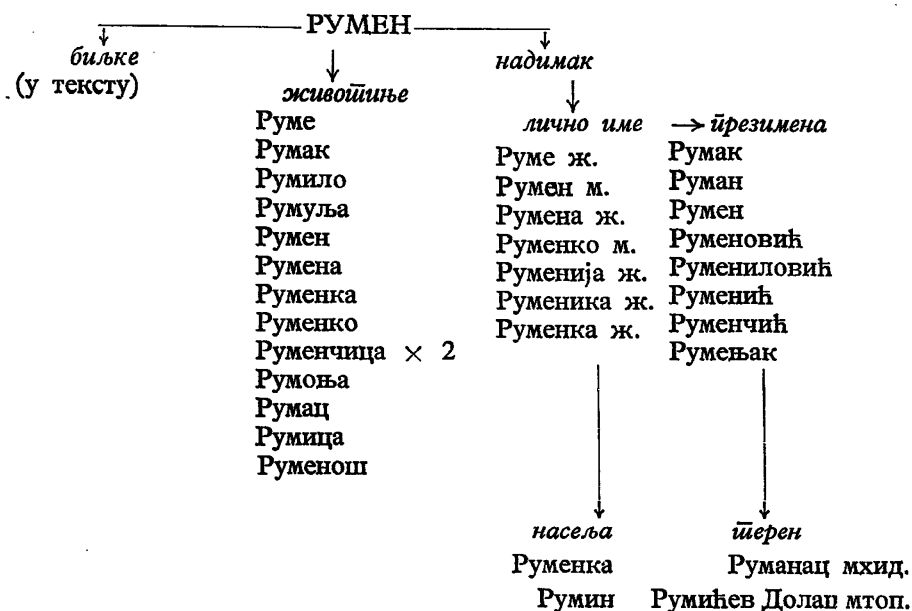 РУМЕН
биљке
(у тексту)
животиње
Руме
Румак
Румило
Румуља
Румен
Румена
Руменка
Руменко
Руменчица × 2
Румоња
Румац
Румица
Руменош
надимак
лично име → презимена
Руме ж.
Румен м.
Румена ж.
Руменко м.
Руменија ж.
Руменика ж.
Руменка ж.
Румак
Руман
Румен
Руменовић
Румениловић
Руменић
Руменчић
Румењак
насеља
Руменка
Румин
терен
Руманац мхид.
Румићев Долац мтоп.